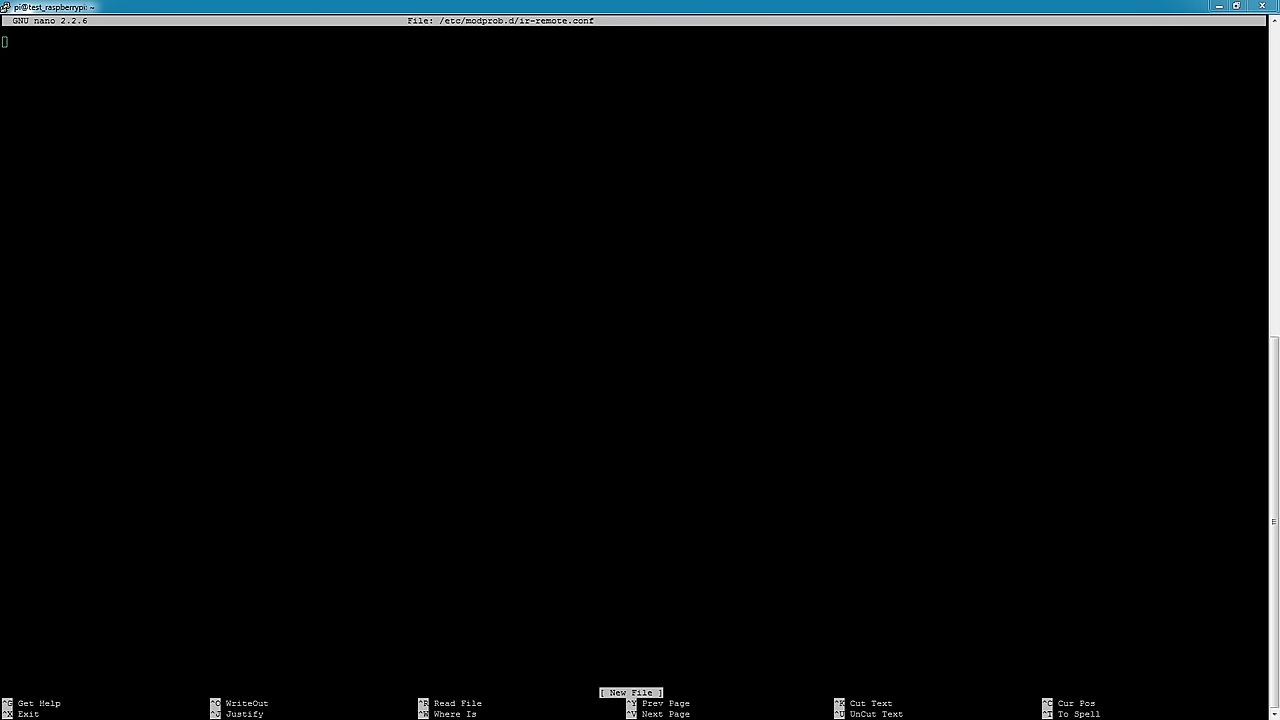 pi@test_raspberrypi: ~
GNU nano 2.2.6 File: /etc/modprob.d/ir-remote.conf
[ New File ]
^G Get Help ^O WriteOut ^R Read File ^Y Prev Page ^K Cut Text ^C Cur Pos
^X Exit ^J Justify ^W Where Is ^V Next Page ^U UnCut Text ^T To Spell